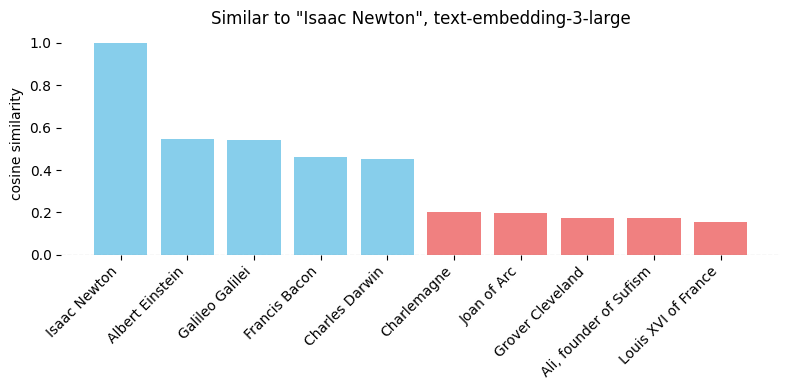 Similar to "Isaac Newton", text-embedding-3-large
cosine similarity
1.0
0.8
0.6
0.4
0.2
0.0
Isaac Newton
Albert Einstein
Galileo Galilei
Francis Bacon
Charles Darwin
Charlemagne
Joan of Arc
Grover Cleveland
Ali, founder of Sufism
Louis XVI of France